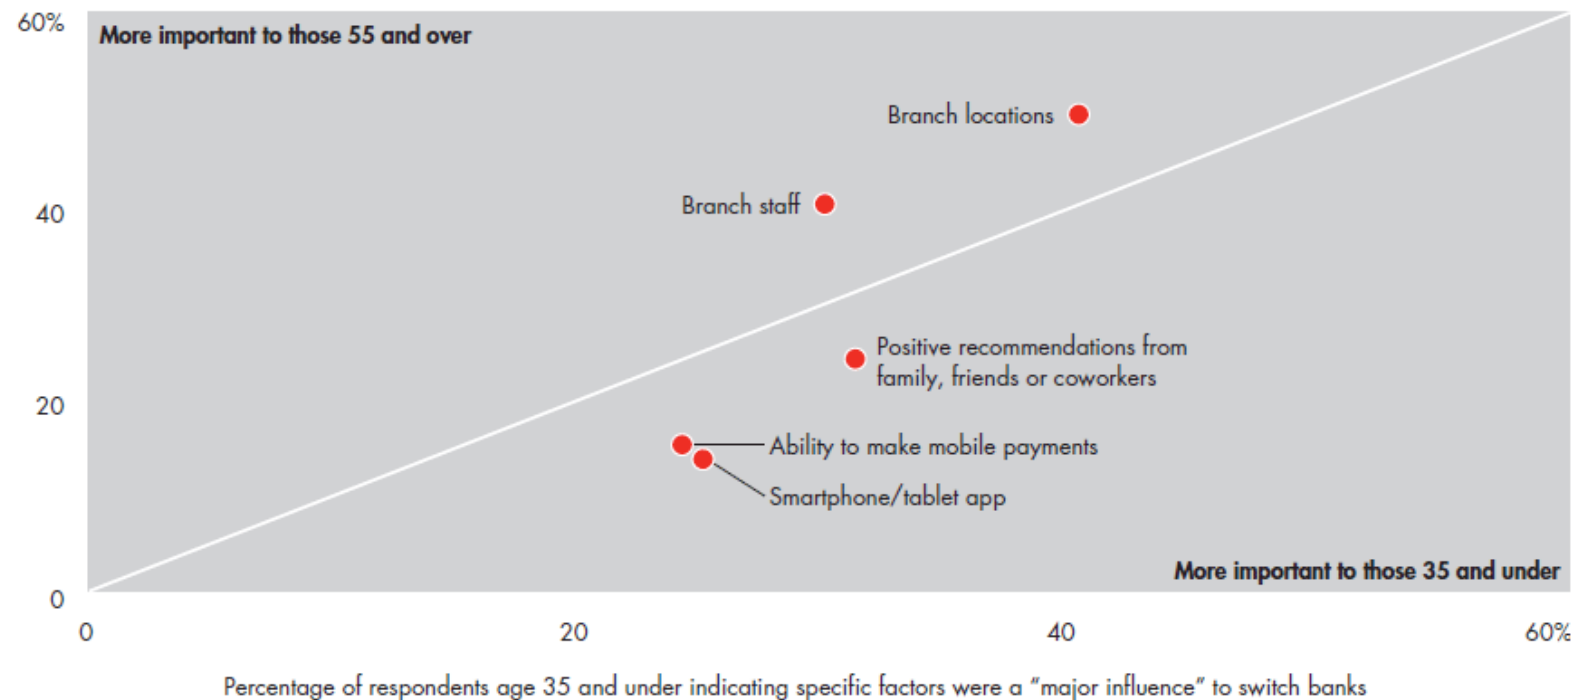 60%
More important to those 55 and over
Branch locations
40
Branch staff
Positive recommendations from
family, friends or coworkers
20
Ability to make mobile payments
Smartphone/tablet app
More important to those 35 and under
0
0 20 40 60%
Percentage of respondents age 35 and under indicating specific factors were a “major influence” to switch banks